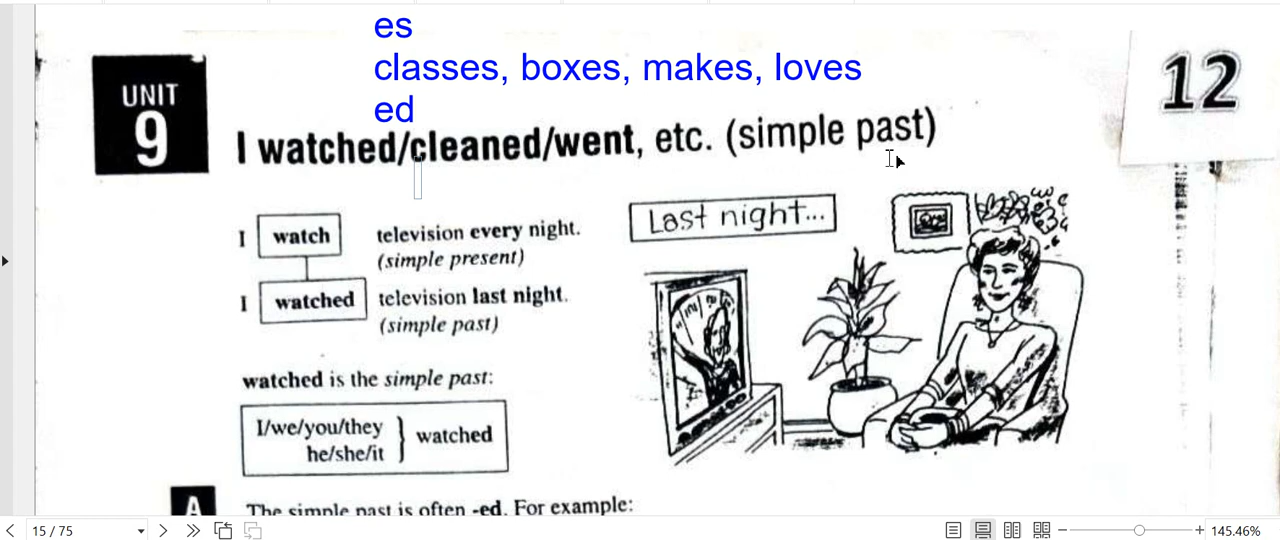 es
classes, boxes, makes, loves
ed
UNIT
9
I watched/cleaned/went, etc. (simple past)
12
I watch television every night.
(simple present)
I watched television last night.
(simple past)
Last night...
watched is the simple past:
I/we/you/they
he/she/it
watched
A
The simple past is often -ed. For example:
15 / 75
145.46%